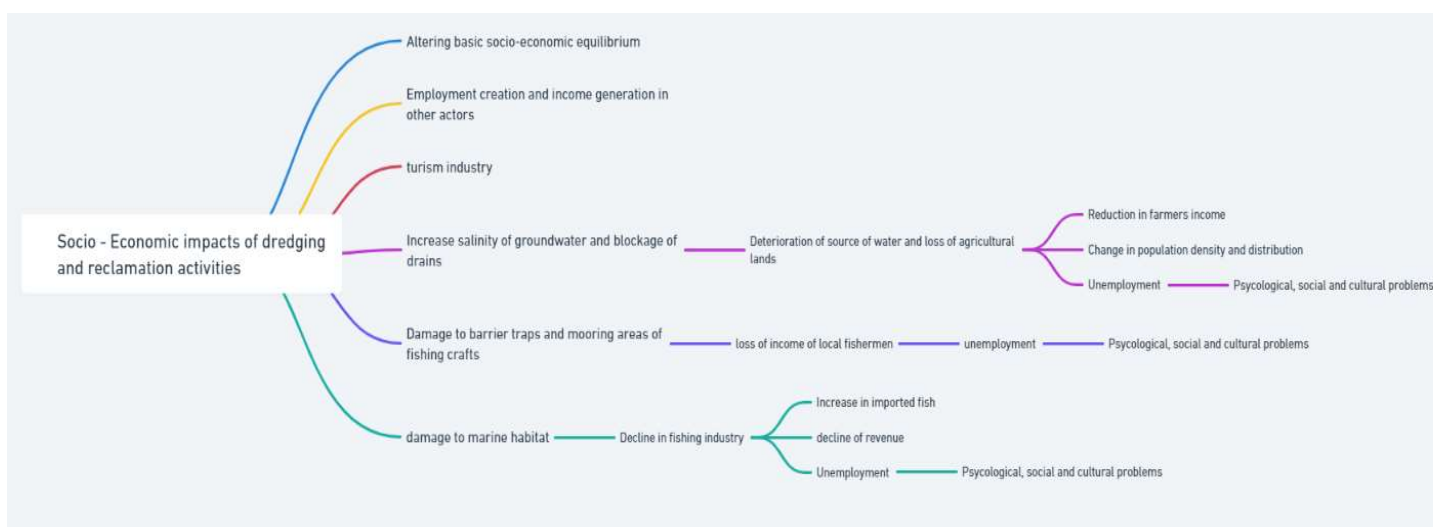 Altering basic socio-economic equilibrium
Employment creation and income generation in
other actors
turism industry
Socio - Economic impacts of dredging
and reclamation activities
Increase salinity of groundwater and blockage of
drains
Deterioration of source of water and loss of agricultural
lands
Reduction in farmers income
Change in population density and distribution
Unemployment
Psycological, social and cultural problems
Damage to barrier traps and mooring areas of
fishing crafts
loss of income of local fishermen
unemployment
Psycological, social and cultural problems
damage to marine habitat
Decline in fishing industry
Increase in imported fish
decline of revenue
Unemployment
Psycological, social and cultural problems